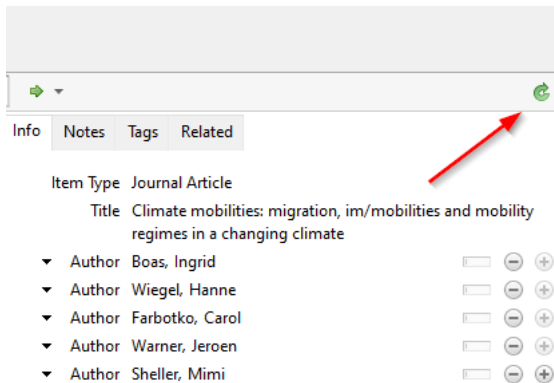 Info Notes Tags Related
Item Type Journal Article
Title Climate mobilities: migration, im/mobilities and mobility
regimes in a changing climate
Author Boas, Ingrid
Author Wiegel, Hanne
Author Farbotko, Carol
Author Warner, Jeroen
Author Sheller, Mimi